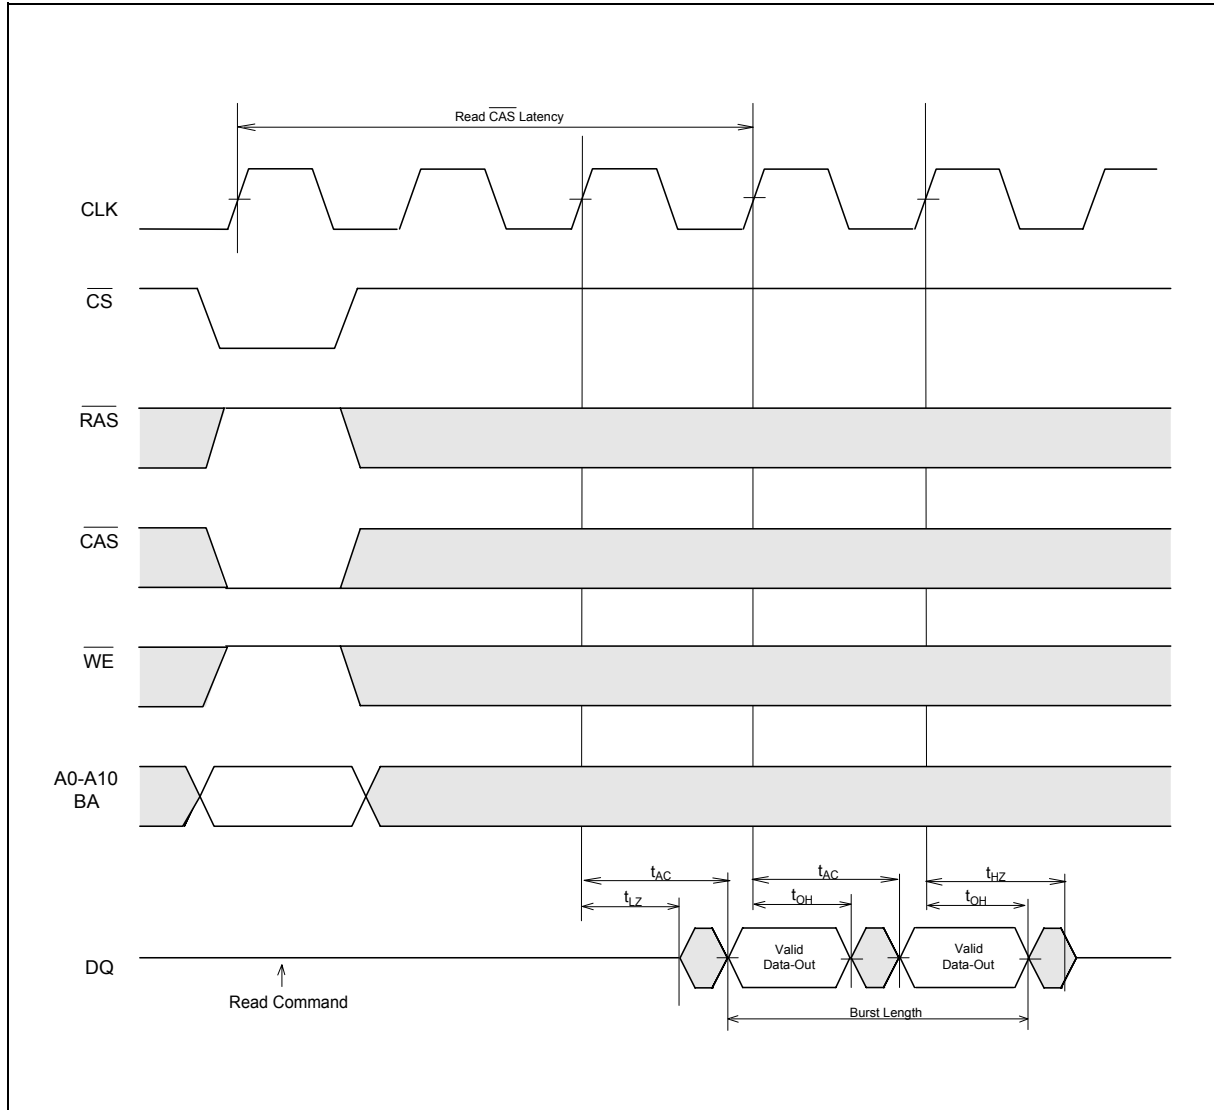 Read CAS Latency
CLK
CS
RAS
CAS
WE
A0-A10
BA
tAC
tAC
tHZ
tLZ
tOH
tOH
DQ
Valid
Data-Out
Valid
Data-Out
Read Command
Burst Length